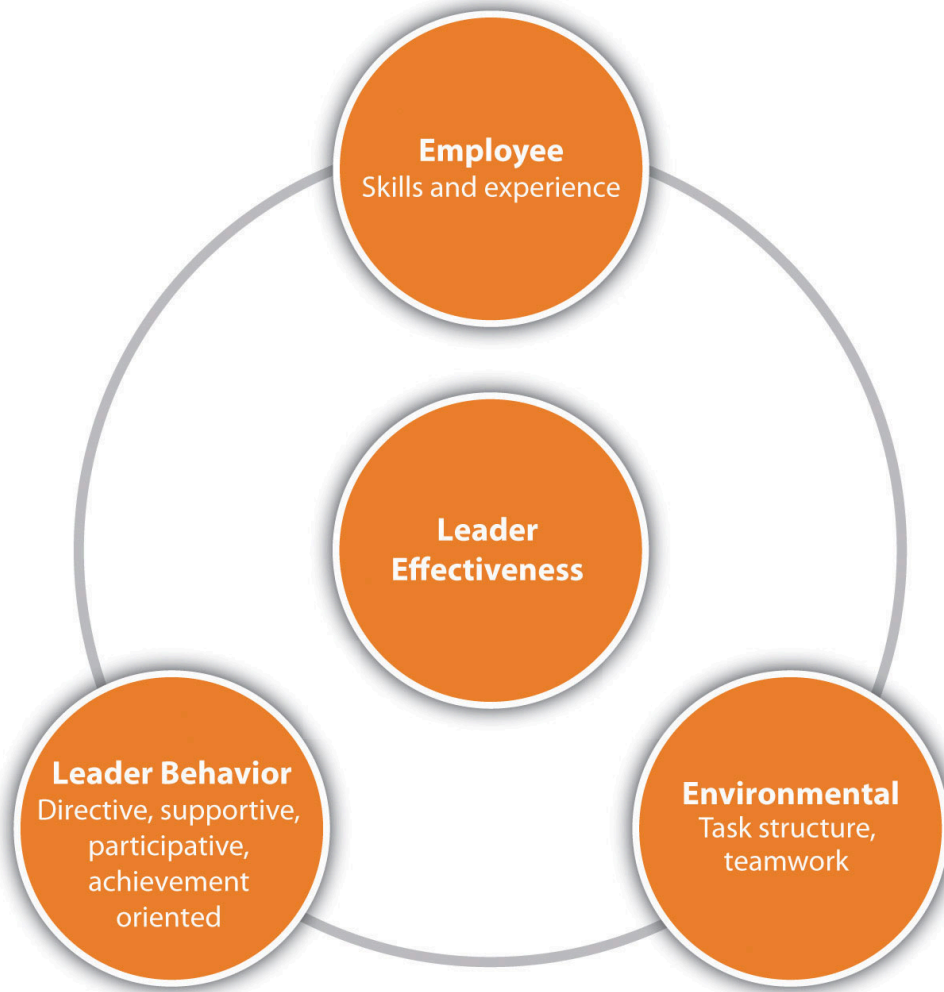 Employee
Skills and experience
Leader
Effectiveness
Leader Behavior
Directive, supportive,
participative,
achievement
oriented
Environmental
Task structure,
teamwork